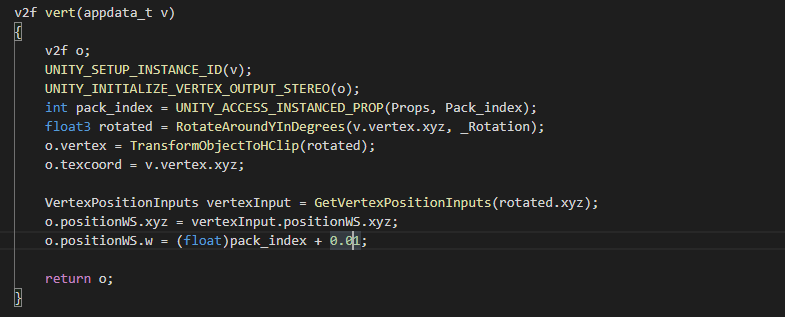 v2f vert(appdata_t v)
{
v2f o;
UNITY_SETUP_INSTANCE_ID(v);
UNITY_INITIALIZE_VERTEX_OUTPUT_STEREO(o);
int pack_index = UNITY_ACCESS_INSTANCED_PROP(Props, Pack_index);
float3 rotated = RotateAroundYInDegrees(v.vertex.xyz, _Rotation);
o.vertex = TransformObjectToHClip(rotated);
o.texcoord = v.vertex.xyz;
VertexPositionInputs vertexInput = GetVertexPositionInputs(rotated.xyz);
o.positionWS.xyz = vertexInput.positionWS.xyz;
o.positionWS.w = (float)pack_index + 0.01;
return o;
}